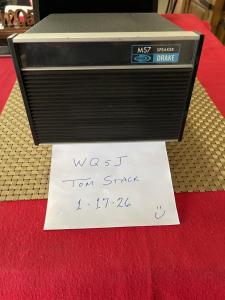 MS7 SPEAKER
DRAKE
WQ5J
TOM STACK
1-17-26